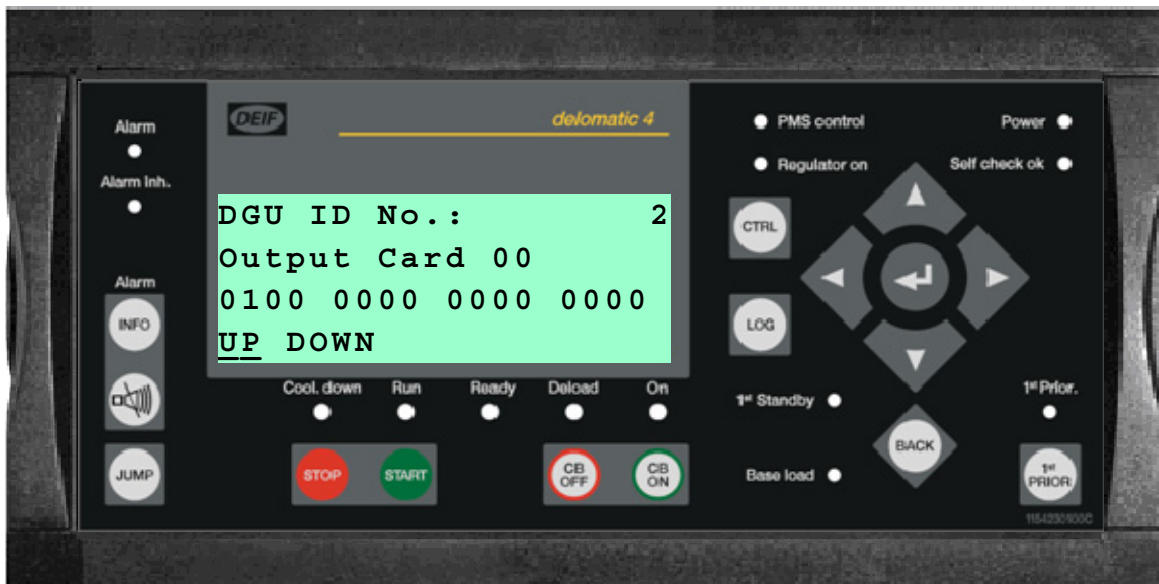 DEIF
delomatic 4
Alarm
Alarm Inh.
DGU ID No.: 2
Output Card 00
0100 0000 0000 0000
UP DOWN
PMS control
Power
Regulator on
Self check ok
CTRL
LOG
Alarm
INFO
JUMP
Cool. down
Run
Ready
Deload
On
STOP
START
CB OFF
CB ON
1st Standby
Base load
BACK
1st Prior.
1st PRIOR.
1154230100C